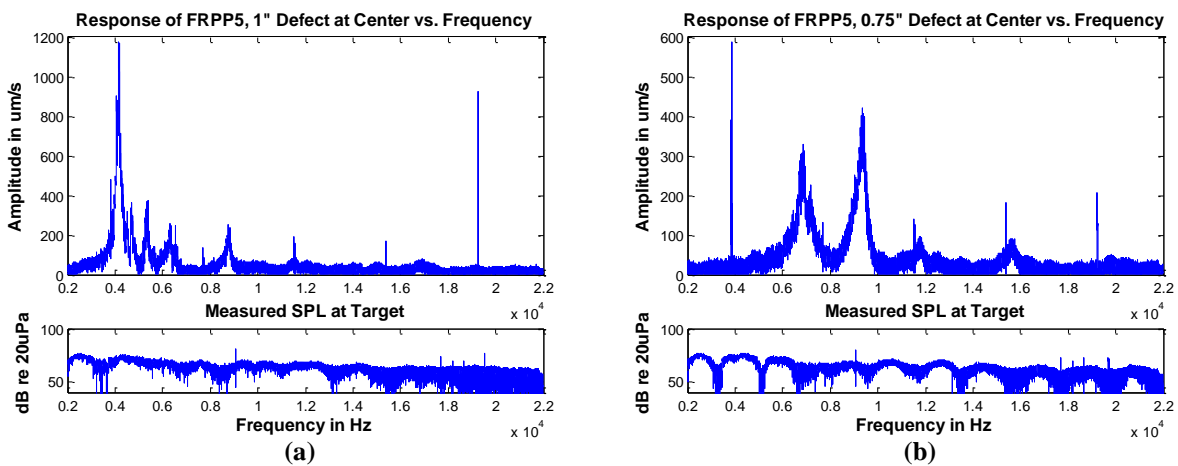 Response of FRPP5, 1" Defect at Center vs. Frequency
1200
1000
800
600
400
200
0
Amplitude in um/s
0.2 0.4 0.6 0.8 1 1.2 1.4 1.6 1.8 2 2.2
x 10^4
Measured SPL at Target
100
50
dB re 20uPa
0.2 0.4 0.6 0.8 1 1.2 1.4 1.6 1.8 2 2.2
x 10^4
Frequency in Hz
(a)
Response of FRPP5, 0.75" Defect at Center vs. Frequency
600
500
400
300
200
100
0
Amplitude in um/s
0.2 0.4 0.6 0.8 1 1.2 1.4 1.6 1.8 2 2.2
x 10^4
Measured SPL at Target
100
50
dB re 20uPa
0.2 0.4 0.6 0.8 1 1.2 1.4 1.6 1.8 2 2.2
x 10^4
Frequency in Hz
(b)